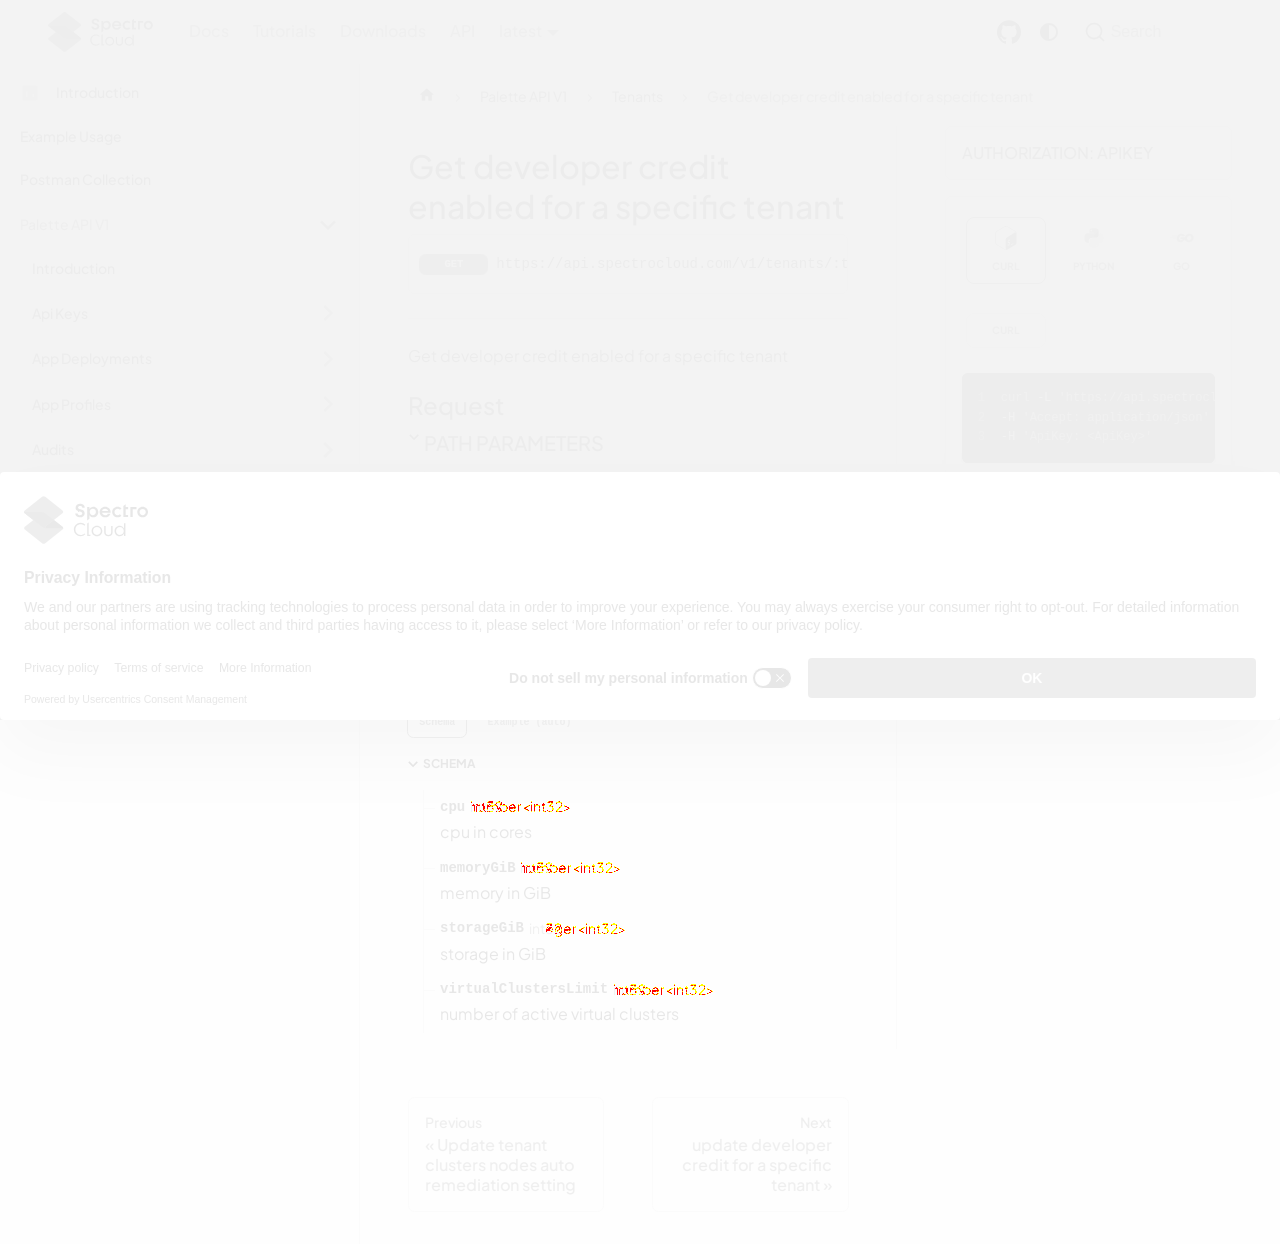 Spectro Cloud
Docs Tutorials Downloads API latest
Search
Introduction
Example Usage
Postman Collection
Palette API V1
Introduction
Api Keys
App Deployments
App Profiles
Audits
Palette API V1
Tenants
Get developer credit enabled for a specific tenant
Get developer credit
enabled for a specific tenant
GET https://api.spectrocloud.com/v1/tenants/:t
Get developer credit enabled for a specific tenant
Request
PATH PARAMETERS
AUTHORIZATION: APIKEY
CURL
PYTHON
GO
CURL
Spectro
Cloud
Privacy Information
We and our partners are using tracking technologies to process personal data in order to improve your experience. You may always exercise your consumer right to opt-out. For detailed information
about personal information we collect and third parties having access to it, please select ‘More Information’ or refer to our privacy policy.
Privacy policy Terms of service More Information
Do not sell my personal information
OK
Powered by Usercentrics Consent Management
Schema Example (auto)
SCHEMA
cpu
cpu in cores
memoryGiB
memory in GiB
storageGiB
storage in GiB
virtualClustersLimit
number of active virtual clusters
Previous
« Update tenant
clusters nodes auto
remediation setting
Next
update developer
credit for a specific
tenant »